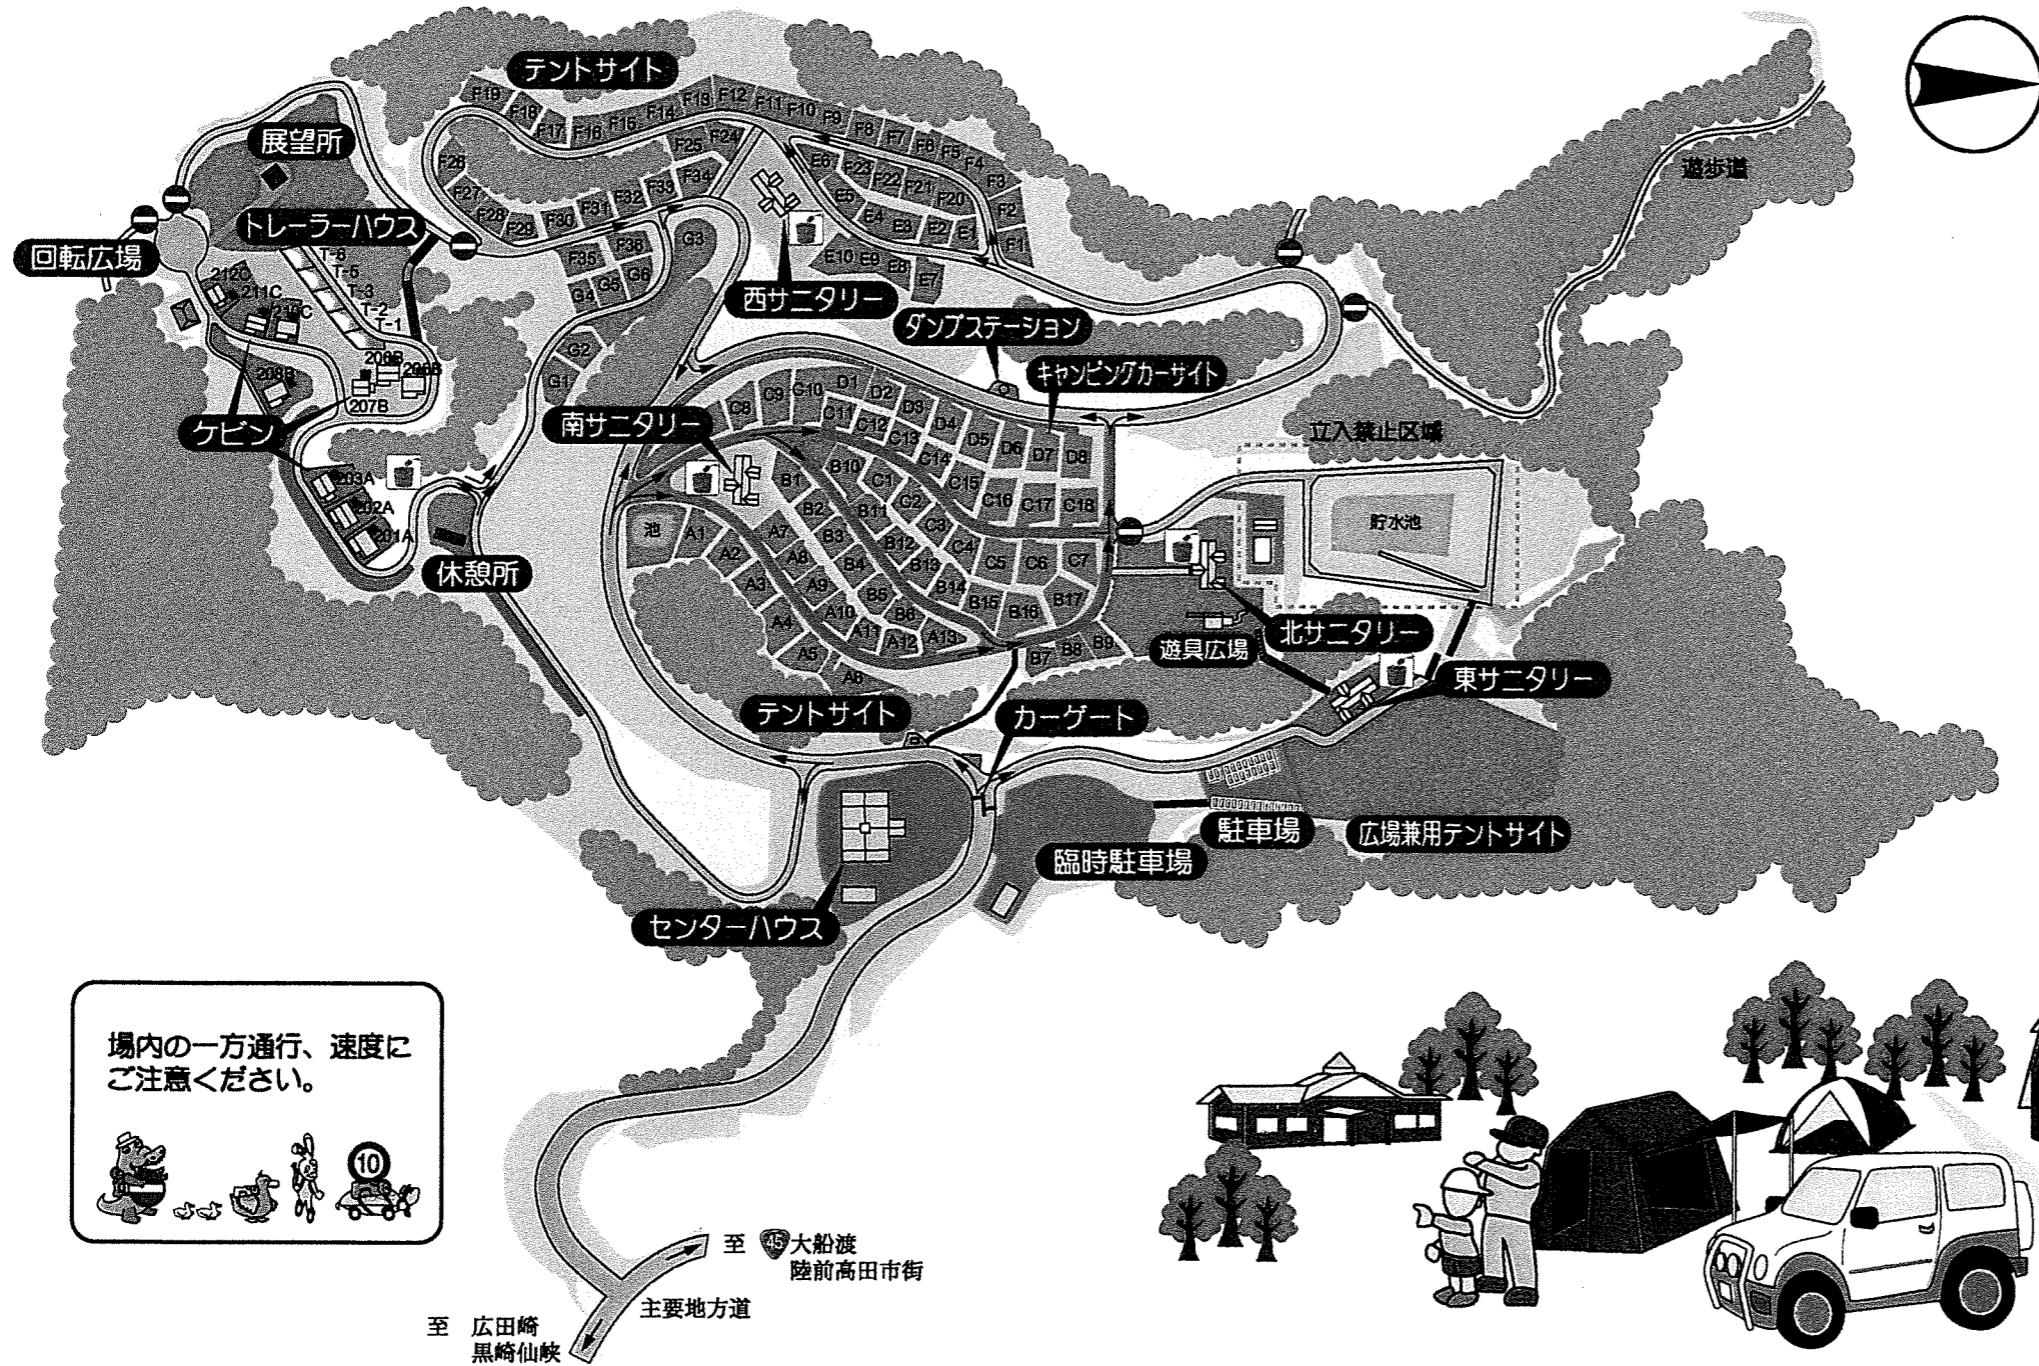 テントサイト
F19
F18
F17
F16
F15
F14
F13
F12
F11
F10
F9
F8
F7
F6
F5
F4
F3
F2
F1
F25
F24
F26
F27
F28
F29
F30
F31
F32
F33
F34
F35
F36
F23
F22
F21
F20
E6
E5
E4
E3
E2
E1
E10
E9
E8
E7
G3
G4
G5
G6
G2
G1
展望所
トレーラーハウス
回転広場
T-6
T-5
T-3
T-2
T-1
212C
211C
208B
207B
ケビン
203A
202A
201A
休憩所
西サニタリー
ダンプステーション
キャンピングカーサイト
南サニタリー
遊歩道
立入禁止区域
貯水池
池
C8
C9
C10
D1
D2
D3
D4
D5
D6
D7
D8
C11
C12
C13
C14
C15
C16
C17
C18
B1
B10
C1
C3
C4
C5
C6
C7
B2
B11
B3
B12
B4
B13
B5
B14
B6
B15
B16
B17
B7
B8
B9
A1
A2
A3
A4
A5
A6
A7
A8
A9
A10
A11
A12
A13
北サニタリー
遊具広場
東サニタリー
テントサイト
カーゲート
駐車場
広場兼用テントサイト
臨時駐車場
センターハウス
場内の一方通行、速度に
ご注意ください。
10
至 45 大船渡
陸前高田市街
主要地方道
至 広田崎
黒崎仙峡